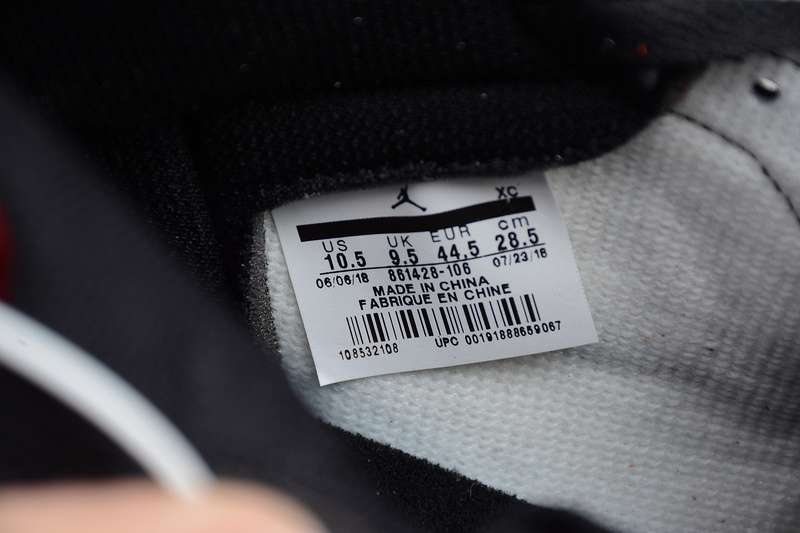 XC
US UK EUR cm
10.5 9.5 44.5 28.5
06/06/18 861428-106 07/23/18
MADE IN CHINA
FABRIQUE EN CHINE
108532108 UPC 00191888659067